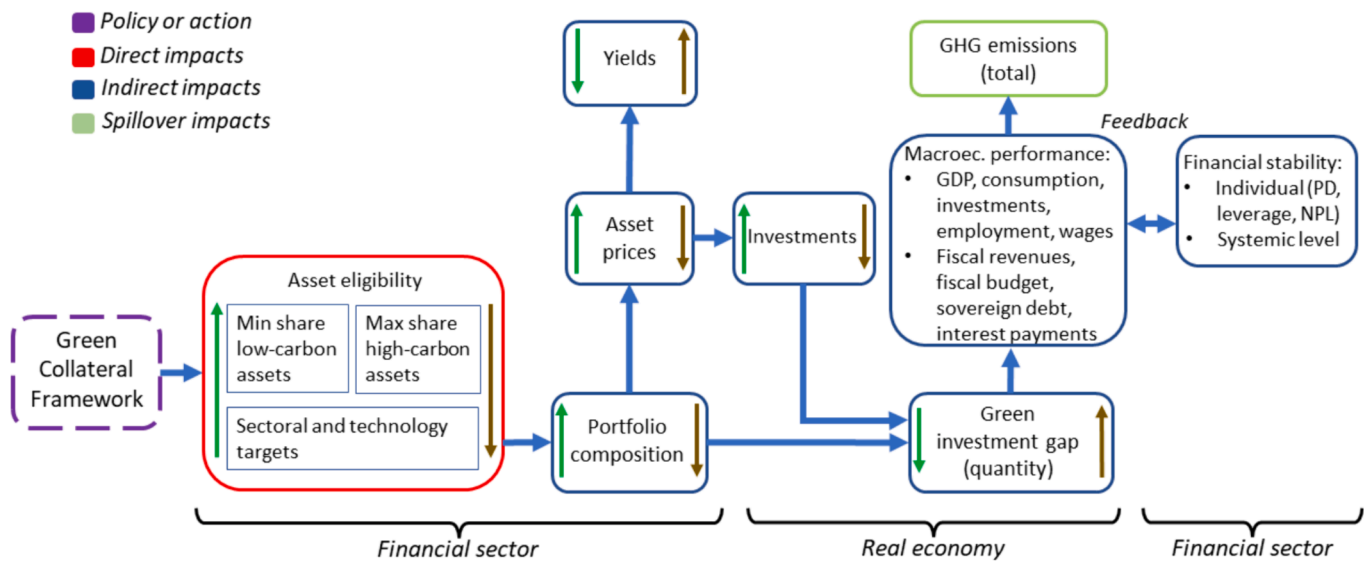 Policy or action
Direct impacts
Indirect impacts
Spillover impacts
Yields
GHG emissions
(total)
Feedback
Macroec. performance:
• GDP, consumption,
investments,
employment, wages
• Fiscal revenues,
fiscal budget,
sovereign debt,
interest payments
Financial stability:
• Individual (PD,
leverage, NPL)
• Systemic level
Asset
prices
Investments
Asset eligibility
Min share
low-carbon
assets
Max share
high-carbon
assets
Sectoral and technology
targets
Green
Collateral
Framework
Portfolio
composition
Green
investment gap
(quantity)
Financial sector
Real economy
Financial sector